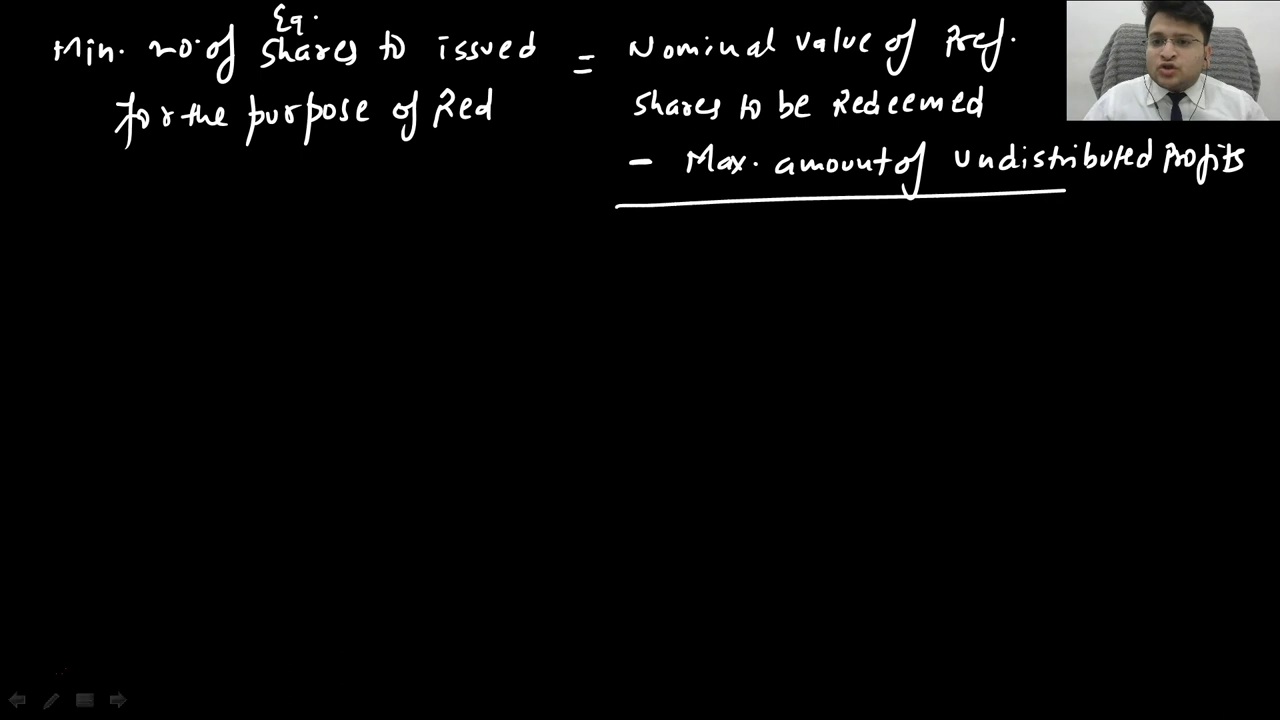 Eq.
Min. no. of shares to issued
for the purpose of Red
= Nominal value of Pref.
shares to be Redeemed
- Max. amount of undistributed Profits